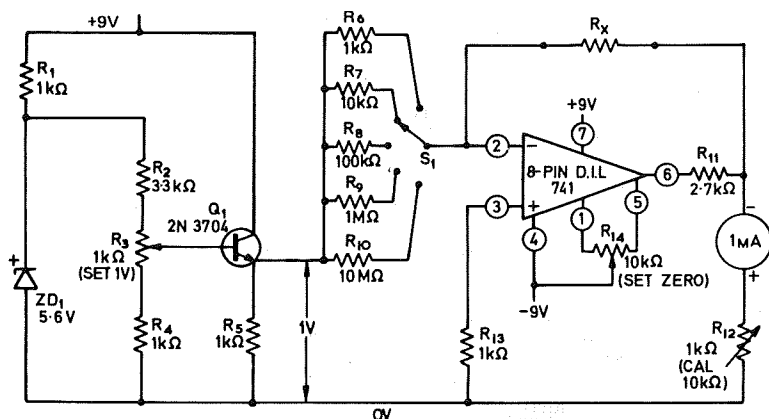 +9V
R1
1kΩ
R2
3·3kΩ
R3
1kΩ
(SET 1V)
R4
1kΩ
ZD1
5·6V
+
Q1
2N 3704
R5
1kΩ
1V
R6
1kΩ
R7
10kΩ
R8
100kΩ
R9
1MΩ
R10
10MΩ
S1
RX
+9V
7
2
−
8-PIN D.I.L
741
3
+
6
5
1
4
R11
2·7kΩ
R14
10kΩ
(SET ZERO)
-9V
R13
1kΩ
−
1MA
+
R12
1kΩ
(CAL
10kΩ)
0V